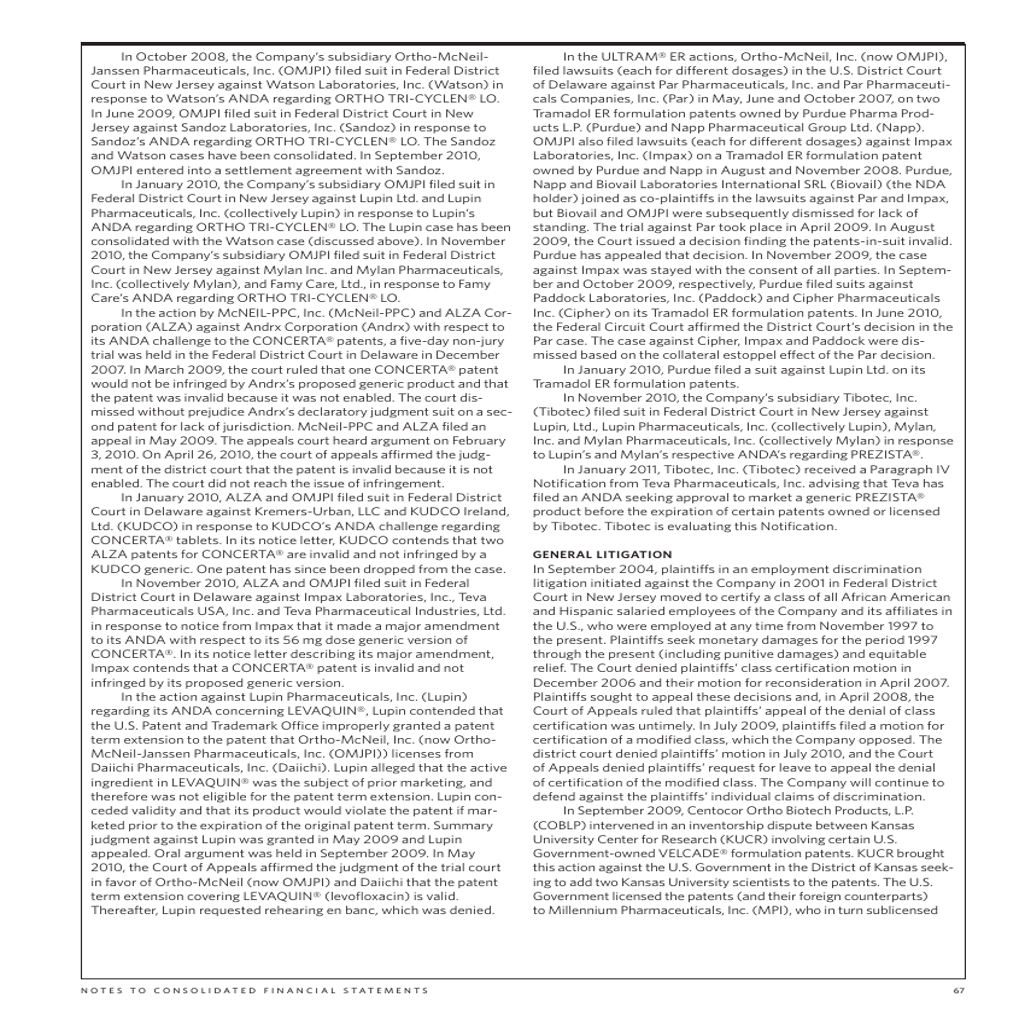 In October 2008, the Company's subsidiary Ortho-McNeil-
Janssen Pharmaceuticals, Inc. (OMJPI) filed suit in Federal District
Court in New Jersey against Watson Laboratories, Inc. (Watson) in
response to Watson's ANDA regarding ORTHO TRI-CYCLEN® LO.
In June 2009, OMJPI filed suit in Federal District Court in New
Jersey against Sandoz Laboratories, Inc. (Sandoz) in response to
Sandoz's ANDA regarding ORTHO TRI-CYCLEN® LO. The Sandoz
and Watson cases have been consolidated. In September 2010,
OMJPI entered into a settlement agreement with Sandoz.
In January 2010, the Company's subsidiary OMJPI filed suit in
Federal District Court in New Jersey against Lupin Ltd. and Lupin
Pharmaceuticals, Inc. (collectively Lupin) in response to Lupin's
ANDA regarding ORTHO TRI-CYCLEN® LO. The Lupin case has been
consolidated with the Watson case (discussed above). In November
2010, the Company's subsidiary OMJPI filed suit in Federal District
Court in New Jersey against Mylan Inc. and Mylan Pharmaceuticals,
Inc. (collectively Mylan), and Famy Care, Ltd., in response to Famy
Care's ANDA regarding ORTHO TRI-CYCLEN® LO.
In the action by McNEIL-PPC, Inc. (McNeil-PPC) and ALZA Cor-
poration (ALZA) against Andrx Corporation (Andrx) with respect to
its ANDA challenge to the CONCERTA® patents, a five-day non-jury
trial was held in the Federal District Court in Delaware in December
2007. In March 2009, the court ruled that one CONCERTA® patent
would not be infringed by Andrx's proposed generic product and that
the patent was invalid because it was not enabled. The court dis-
missed without prejudice Andrx's declaratory judgment suit on a sec-
ond patent for lack of jurisdiction. McNeil-PPC and ALZA filed an
appeal in May 2009. The appeals court heard argument on February
3, 2010. On April 26, 2010, the court of appeals affirmed the judg-
ment of the district court that the patent is invalid because it is not
enabled. The court did not reach the issue of infringement.
In January 2010, ALZA and OMJPI filed suit in Federal District
Court in Delaware against Kremers-Urban, LLC and KUDCO Ireland,
Ltd. (KUDCO) in response to KUDCO's ANDA challenge regarding
CONCERTA® tablets. In its notice letter, KUDCO contends that two
ALZA patents for CONCERTA® are invalid and not infringed by a
KUDCO generic. One patent has since been dropped from the case.
In November 2010, ALZA and OMJPI filed suit in Federal
District Court in Delaware against Impax Laboratories, Inc., Teva
Pharmaceuticals USA, Inc. and Teva Pharmaceutical Industries, Ltd.
in response to notice from Impax that it made a major amendment
to its ANDA with respect to its 56 mg dose generic version of
CONCERTA®. In its notice letter describing its major amendment,
Impax contends that a CONCERTA® patent is invalid and not
infringed by its proposed generic version.
In the action against Lupin Pharmaceuticals, Inc. (Lupin)
regarding its ANDA concerning LEVAQUIN®, Lupin contended that
the U.S. Patent and Trademark Office improperly granted a patent
term extension to the patent that Ortho-McNeil, Inc. (now Ortho-
McNeil-Janssen Pharmaceuticals, Inc. (OMJPI)) licenses from
Daiichi Pharmaceuticals, Inc. (Daiichi). Lupin alleged that the active
ingredient in LEVAQUIN® was the subject of prior marketing, and
therefore was not eligible for the patent term extension. Lupin con-
ceded validity and that its product would violate the patent if mar-
keted prior to the expiration of the original patent term. Summary
judgment against Lupin was granted in May 2009 and Lupin
appealed. Oral argument was held in September 2009. In May
2010, the Court of Appeals affirmed the judgment of the trial court
in favor of Ortho-McNeil (now OMJPI) and Daiichi that the patent
term extension covering LEVAQUIN® (levofloxacin) is valid.
Thereafter, Lupin requested rehearing en banc, which was denied.
In the ULTRAM® ER actions, Ortho-McNeil, Inc. (now OMJPI),
filed lawsuits (each for different dosages) in the U.S. District Court
of Delaware against Par Pharmaceuticals, Inc. and Par Pharmaceuti-
cals Companies, Inc. (Par) in May, June and October 2007, on two
Tramadol ER formulation patents owned by Purdue Pharma Prod-
ucts L.P. (Purdue) and Napp Pharmaceutical Group Ltd. (Napp).
OMJPI also filed lawsuits (each for different dosages) against Impax
Laboratories, Inc. (Impax) on a Tramadol ER formulation patent
owned by Purdue and Napp in August and November 2008. Purdue,
Napp and Biovail Laboratories International SRL (Biovail) (the NDA
holder) joined as co-plaintiffs in the lawsuits against Par and Impax,
but Biovail and OMJPI were subsequently dismissed for lack of
standing. The trial against Par took place in April 2009. In August
2009, the Court issued a decision finding the patents-in-suit invalid.
Purdue has appealed that decision. In November 2009, the case
against Impax was stayed with the consent of all parties. In Septem-
ber and October 2009, respectively, Purdue filed suits against
Paddock Laboratories, Inc. (Paddock) and Cipher Pharmaceuticals
Inc. (Cipher) on its Tramadol ER formulation patents. In June 2010,
the Federal Circuit Court affirmed the District Court's decision in the
Par case. The case against Cipher, Impax and Paddock were dis-
missed based on the collateral estoppel effect of the Par decision.
In January 2010, Purdue filed a suit against Lupin Ltd. on its
Tramadol ER formulation patents.
In November 2010, the Company's subsidiary Tibotec, Inc.
(Tibotec) filed suit in Federal District Court in New Jersey against
Lupin, Ltd., Lupin Pharmaceuticals, Inc. (collectively Lupin), Mylan,
Inc. and Mylan Pharmaceuticals, Inc. (collectively Mylan) in response
to Lupin's and Mylan's respective ANDA's regarding PREZISTA®.
In January 2011, Tibotec, Inc. (Tibotec) received a Paragraph IV
Notification from Teva Pharmaceuticals, Inc. advising that Teva has
filed an ANDA seeking approval to market a generic PREZISTA®
product before the expiration of certain patents owned or licensed
by Tibotec. Tibotec is evaluating this Notification.
GENERAL LITIGATION
In September 2004, plaintiffs in an employment discrimination
litigation initiated against the Company in 2001 in Federal District
Court in New Jersey moved to certify a class of all African American
and Hispanic salaried employees of the Company and its affiliates in
the U.S., who were employed at any time from November 1997 to
the present. Plaintiffs seek monetary damages for the period 1997
through the present (including punitive damages) and equitable
relief. The Court denied plaintiffs' class certification motion in
December 2006 and their motion for reconsideration in April 2007.
Plaintiffs sought to appeal these decisions and, in April 2008, the
Court of Appeals ruled that plaintiffs' appeal of the denial of class
certification was untimely. In July 2009, plaintiffs filed a motion for
certification of a modified class, which the Company opposed. The
district court denied plaintiffs' motion in July 2010, and the Court
of Appeals denied plaintiffs' request for leave to appeal the denial
of certification of the modified class. The Company will continue to
defend against the plaintiffs' individual claims of discrimination.
In September 2009, Centocor Ortho Biotech Products, L.P.
(COBLP) intervened in an inventorship dispute between Kansas
University Center for Research (KUCR) involving certain U.S.
Government-owned VELCADE® formulation patents. KUCR brought
this action against the U.S. Government in the District of Kansas seek-
ing to add two Kansas University scientists to the patents. The U.S.
Government licensed the patents (and their foreign counterparts)
to Millennium Pharmaceuticals, Inc. (MPI), who in turn sublicensed
NOTES TO CONSOLIDATED FINANCIAL STATEMENTS
67